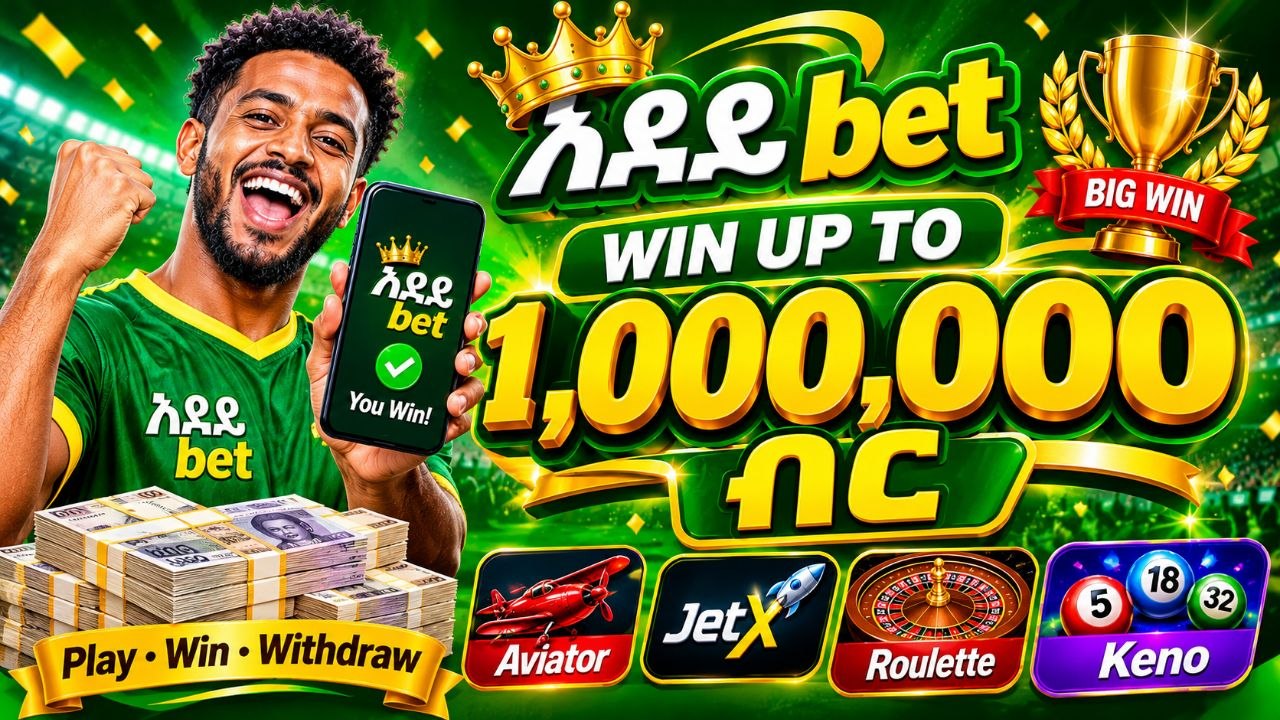 አደይ bet
WIN UP TO
1,000,000
ብር
BIG WIN
አደይ
bet
You Win!
አደይ
bet
Play • Win • Withdraw
Aviator
JetX
Roulette
5
18
32
Keno